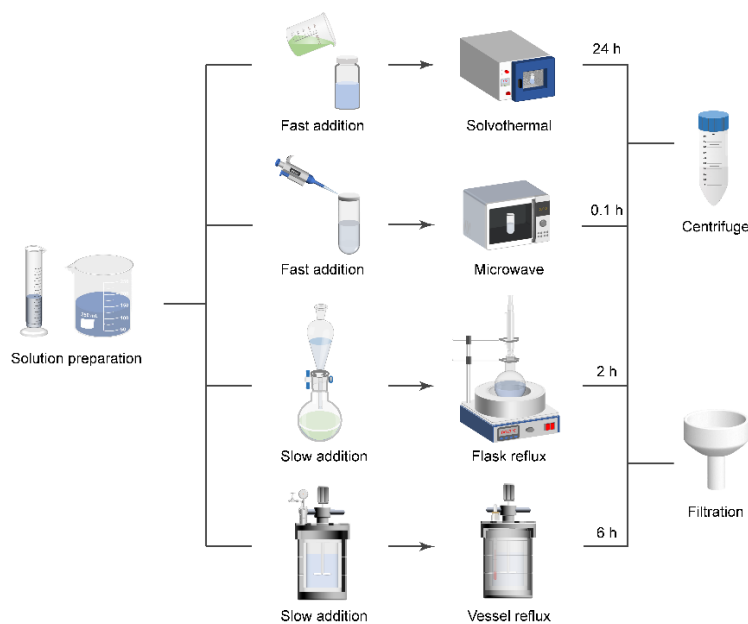 24 h
Fast addition
Solvothermal
0.1 h
Centrifuge
Fast addition
Microwave
Solution preparation
2 h
Slow addition
Flask reflux
Filtration
6 h
Slow addition
Vessel reflux